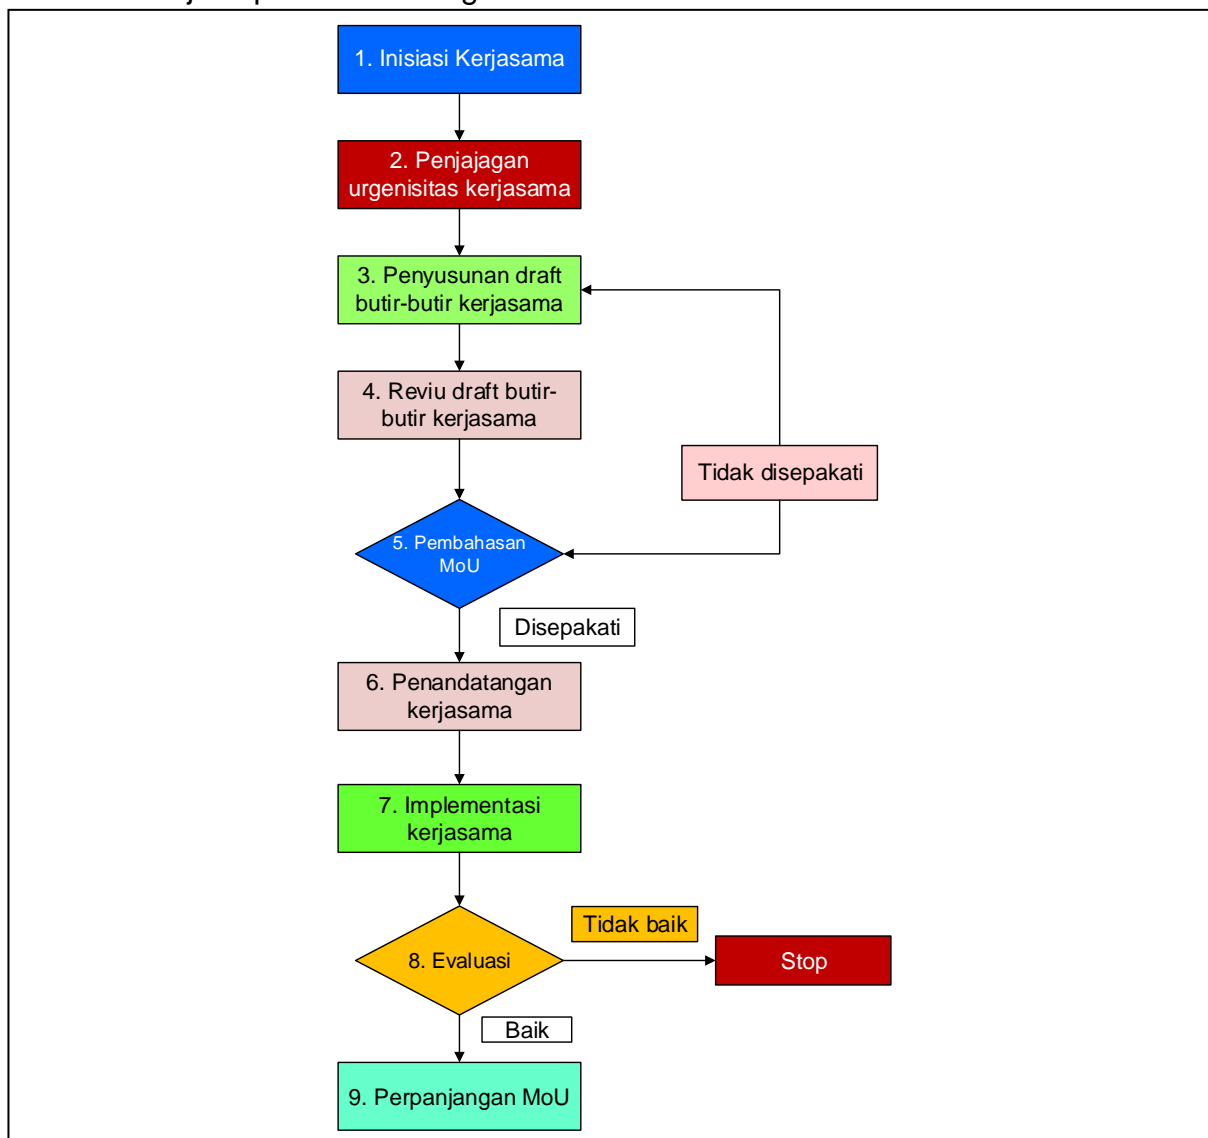 1. Inisiasi Kerjasama
2. Penjajagan
urgenisitas kerjasama
3. Penyusunan draft
butir-butir kerjasama
4. Reviu draft butir-
butir kerjasama
Tidak disepakati
5. Pembahasan
MoU
Disepakati
6. Penandatangan
kerjasama
7. Implementasi
kerjasama
Tidak baik
8. Evaluasi
Stop
Baik
9. Perpanjangan MoU